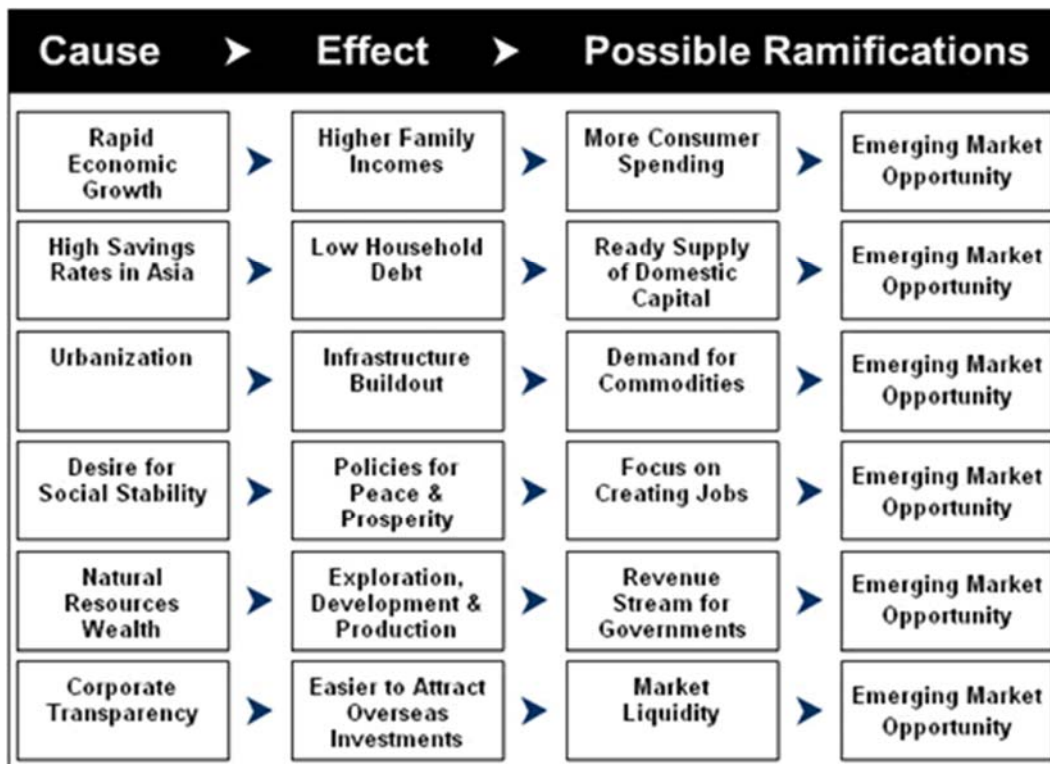 Cause ➤ Effect ➤ Possible Ramifications
Rapid
Economic
Growth
Higher Family
Incomes
More Consumer
Spending
Emerging Market
Opportunity
High Savings
Rates in Asia
Low Household
Debt
Ready Supply
of Domestic
Capital
Emerging Market
Opportunity
Urbanization
Infrastructure
Buildout
Demand for
Commodities
Emerging Market
Opportunity
Desire for
Social Stability
Policies for
Peace &
Prosperity
Focus on
Creating Jobs
Emerging Market
Opportunity
Natural
Resources
Wealth
Exploration,
Development &
Production
Revenue
Stream for
Governments
Emerging Market
Opportunity
Corporate
Transparency
Easier to Attract
Overseas
Investments
Market
Liquidity
Emerging Market
Opportunity